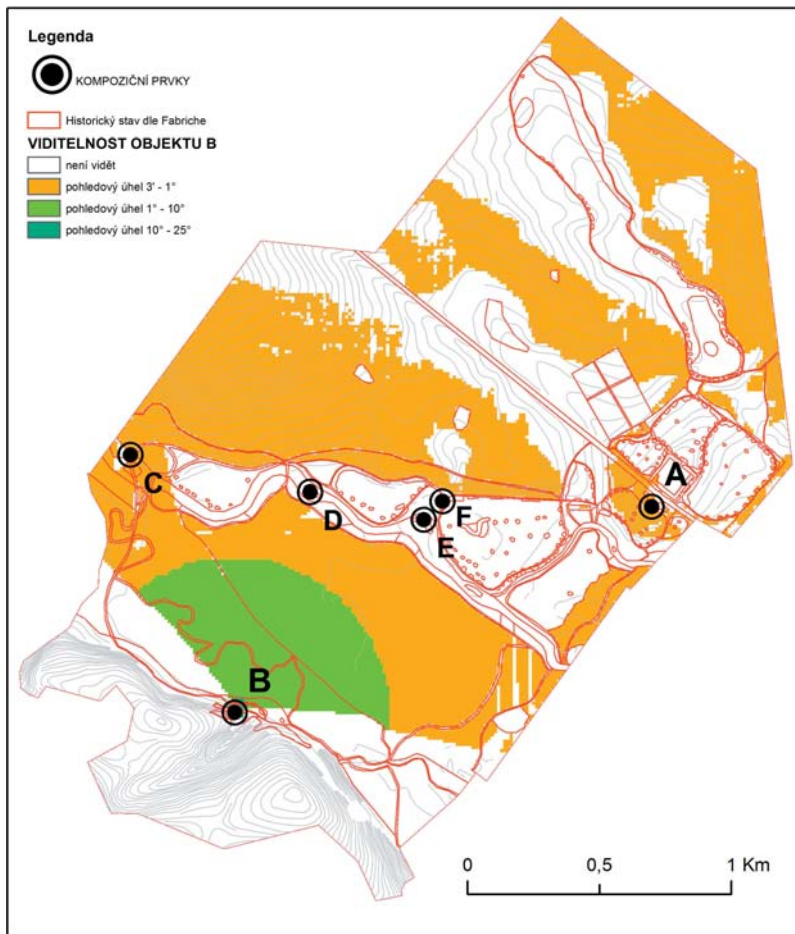 Legenda
KOMPOZIČNÍ PRVKY
Historický stav dle Fabriche
VIDITELNOST OBJEKTU B
není vidět
pohledový úhel 3' - 1°
pohledový úhel 1° - 10°
pohledový úhel 10° - 25°
A
C
D
F
E
B
0 0,5 1 Km